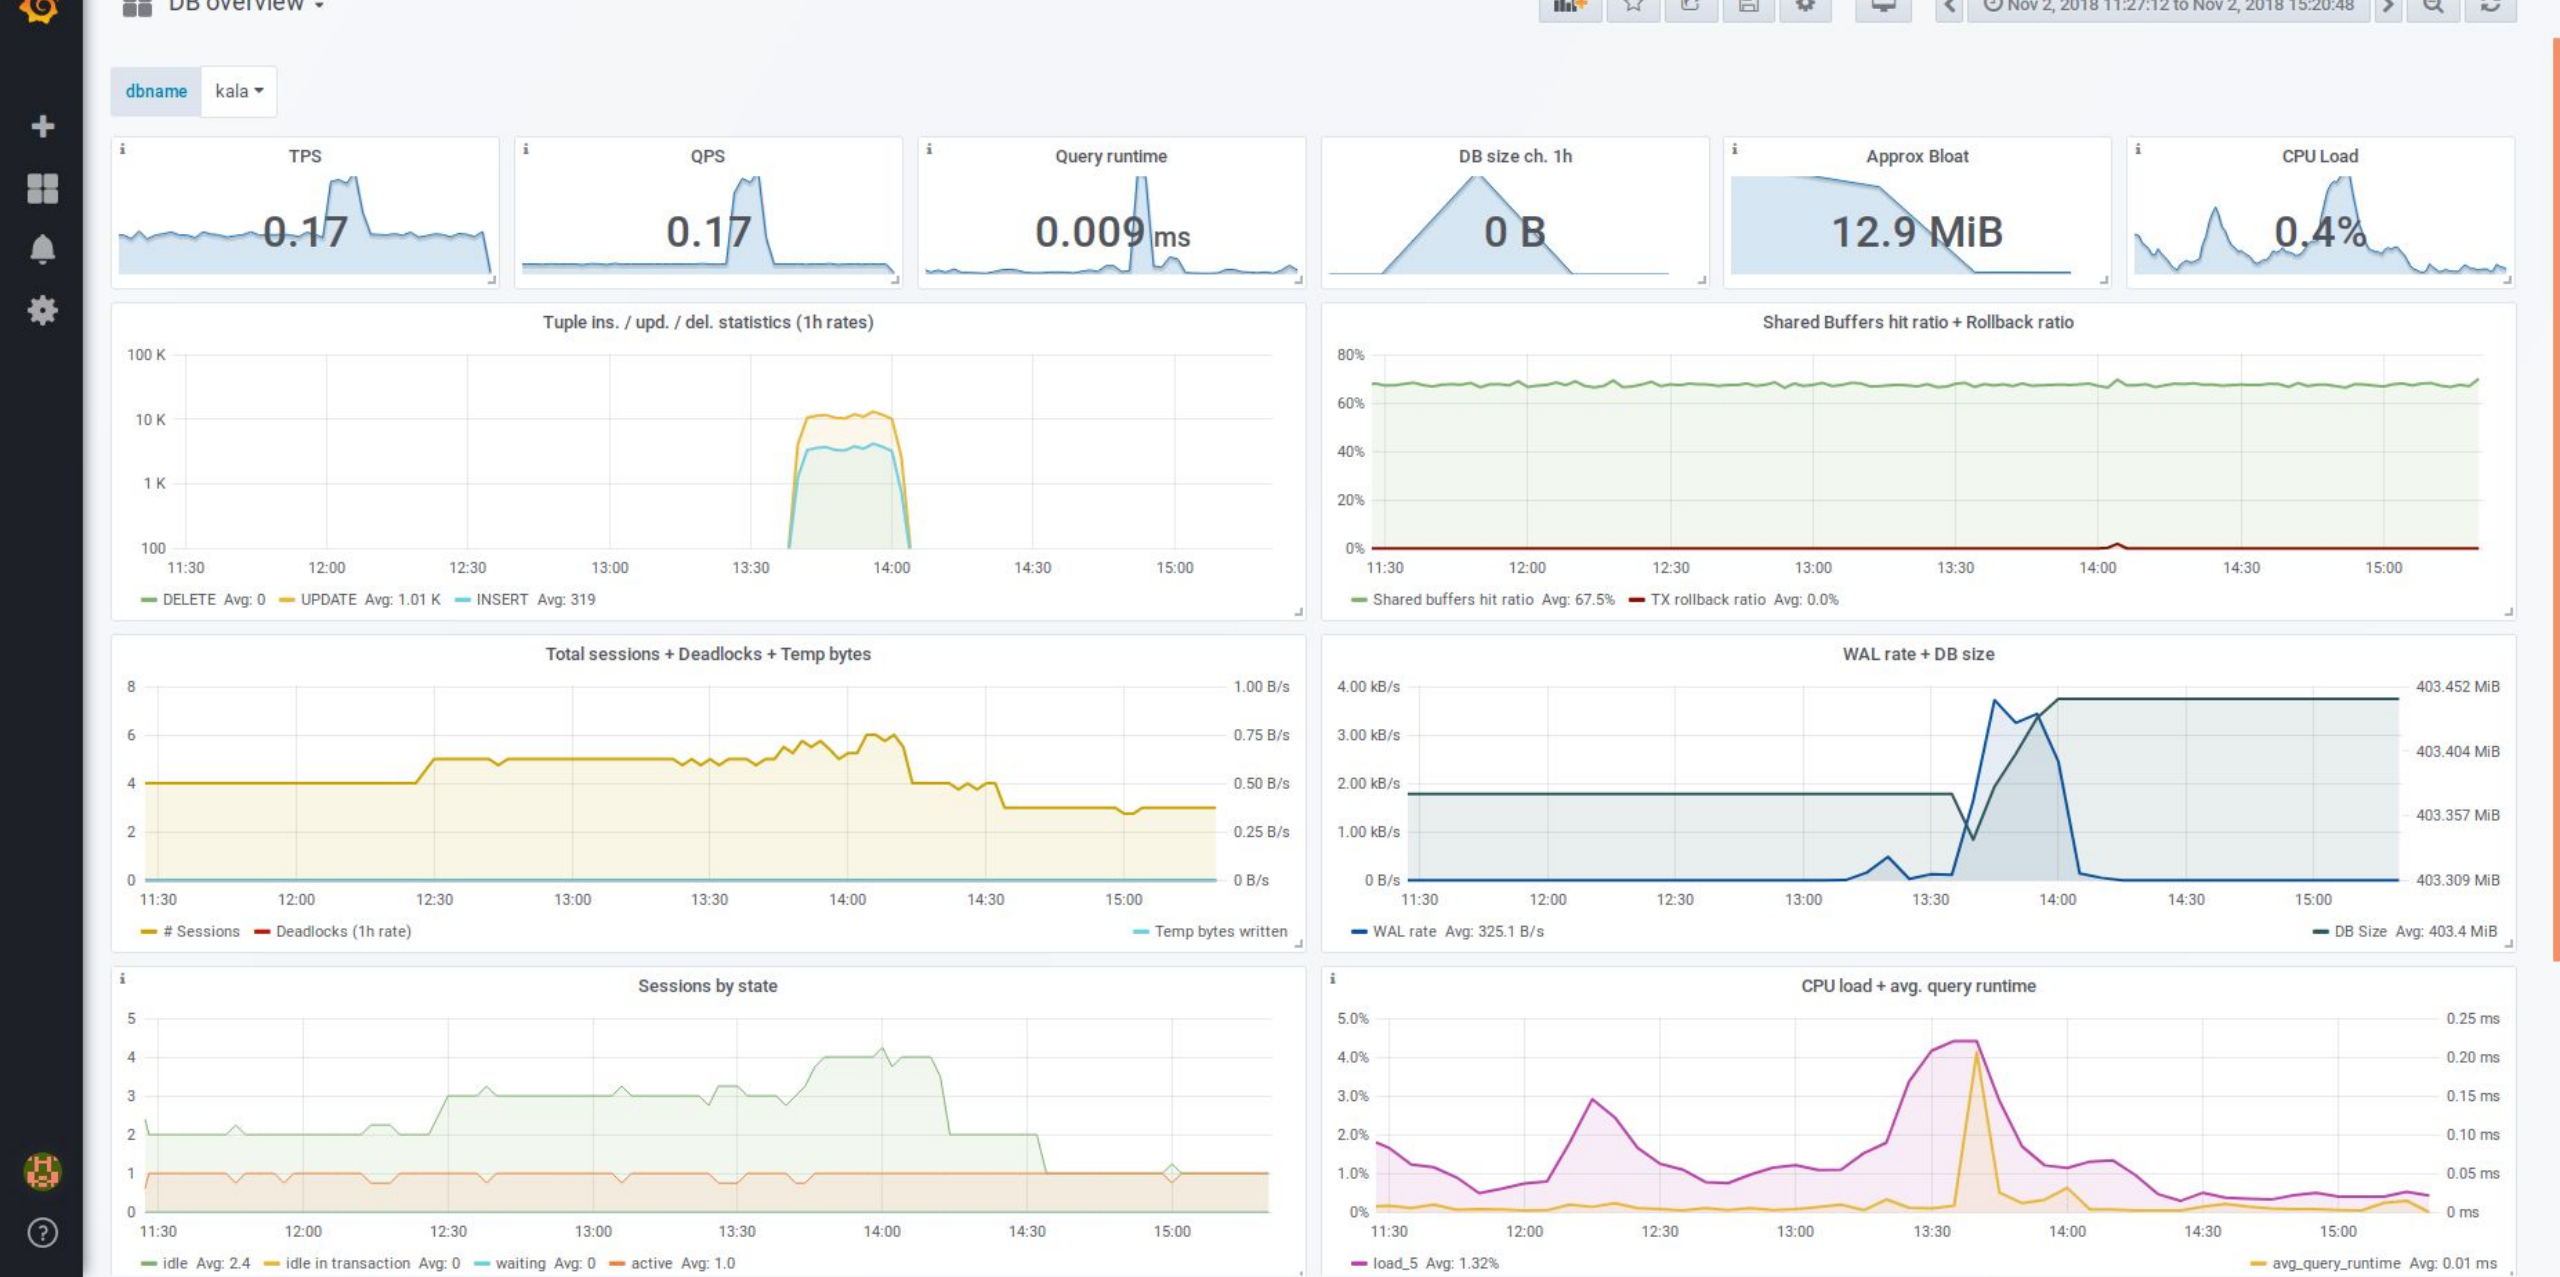 DB overview
Nov 2, 2018 11:27:12 to Nov 2, 2018 15:20:48
dbname kala
TPS
0.17
QPS
0.17
Query runtime
0.009 ms
DB size ch. 1h
0 B
Approx Bloat
12.9 MiB
CPU Load
0.4%
Tuple ins. / upd. / del. statistics (1h rates)
100 K
10 K
1 K
100
11:30 12:00 12:30 13:00 13:30 14:00 14:30 15:00
DELETE Avg: 0 UPDATE Avg: 1.01 K INSERT Avg: 319
Shared Buffers hit ratio + Rollback ratio
80%
60%
40%
20%
0%
11:30 12:00 12:30 13:00 13:30 14:00 14:30 15:00
Shared buffers hit ratio Avg: 67.5% TX rollback ratio Avg: 0.0%
Total sessions + Deadlocks + Temp bytes
8 1.00 B/s
6 0.75 B/s
4 0.50 B/s
2 0.25 B/s
0 0 B/s
11:30 12:00 12:30 13:00 13:30 14:00 14:30 15:00
# Sessions Deadlocks (1h rate) Temp bytes written
WAL rate + DB size
4.00 kB/s 403.452 MiB
3.00 kB/s
403.404 MiB
2.00 kB/s
403.357 MiB
1.00 kB/s
0 B/s 403.309 MiB
11:30 12:00 12:30 13:00 13:30 14:00 14:30 15:00
WAL rate Avg: 325.1 B/s DB Size Avg: 403.4 MiB
Sessions by state
5
4
3
2
1
0
11:30 12:00 12:30 13:00 13:30 14:00 14:30 15:00
idle Avg: 2.4 idle in transaction Avg: 0 waiting Avg: 0 active Avg: 1.0
CPU load + avg. query runtime
5.0% 0.25 ms
4.0% 0.20 ms
3.0% 0.15 ms
2.0% 0.10 ms
1.0% 0.05 ms
0% 0 ms
11:30 12:00 12:30 13:00 13:30 14:00 14:30 15:00
load_5 Avg: 1.32% avg_query_runtime Avg: 0.01 ms